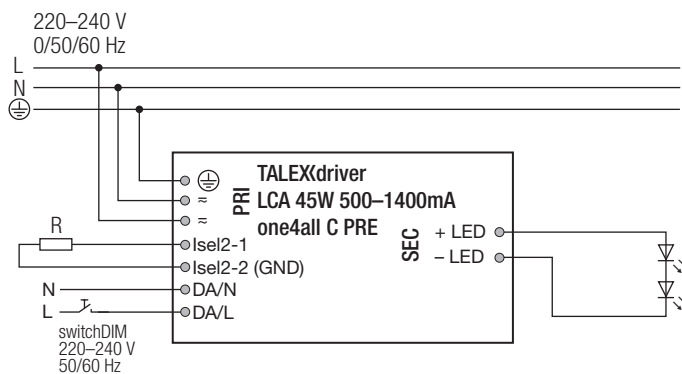 220–240 V
0/50/60 Hz
L
N
TALEXXdriver
LCA 45W 500–1400mA
one4all C PRE
PRI
SEC
≂
≂
+ LED
– LED
R
Isel2-1
Isel2-2 (GND)
N
DA/N
L
DA/L
switchDIM
220–240 V
50/60 Hz